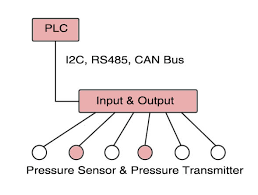 PLC
I2C, RS485, CAN Bus
Input & Output
Pressure Sensor & Pressure Transmitter